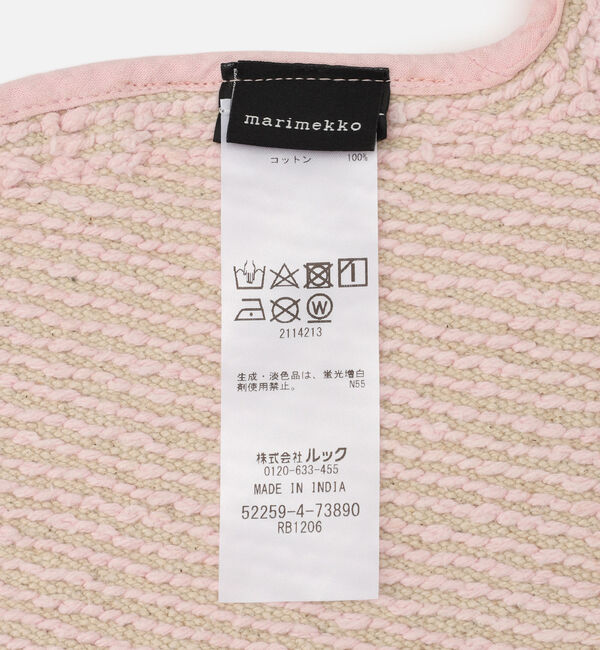 marimekko
コットン 100%
2114213
生成・淡色品は、蛍光増白
剤使用禁止。 N55
株式会社ルック
0120-633-455
MADE IN INDIA
52259-4-73890
RB1206